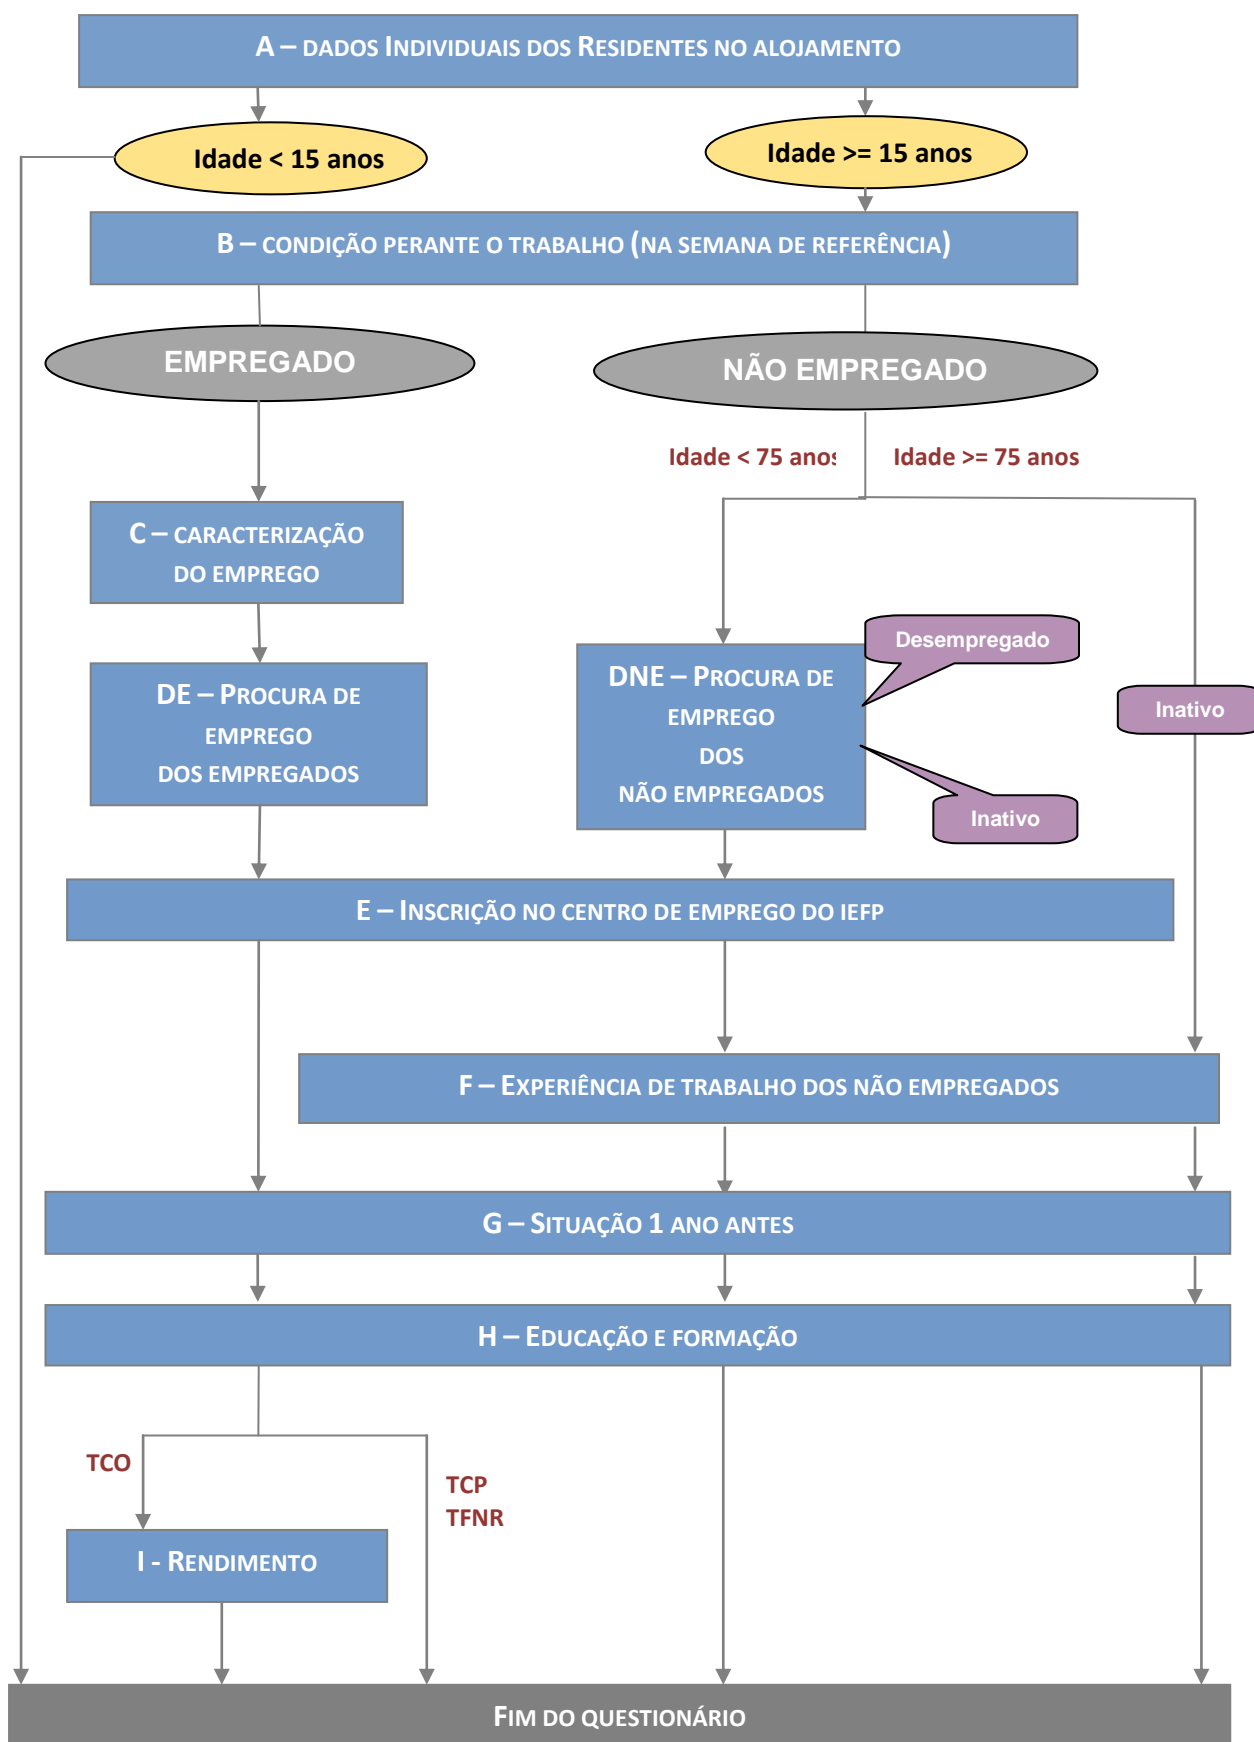 A – DADOS INDIVIDUAIS DOS RESIDENTES NO ALOJAMENTO
Idade < 15 anos
Idade >= 15 anos
B – CONDIÇÃO PERANTE O TRABALHO (NA SEMANA DE REFERÊNCIA)
EMPREGADO
NÃO EMPREGADO
Idade < 75 anos
Idade >= 75 anos
C – CARACTERIZAÇÃO
DO EMPREGO
DE – PROCURA DE
EMPREGO
DOS EMPREGADOS
DNE – PROCURA DE
EMPREGO
DOS
NÃO EMPREGADOS
Desempregado
Inativo
Inativo
E – INSCRIÇÃO NO CENTRO DE EMPREGO DO IEFP
F – EXPERIÊNCIA DE TRABALHO DOS NÃO EMPREGADOS
G – SITUAÇÃO 1 ANO ANTES
H – EDUCAÇÃO E FORMAÇÃO
TCO
TCP
TFNR
I - RENDIMENTO
FIM DO QUESTIONÁRIO